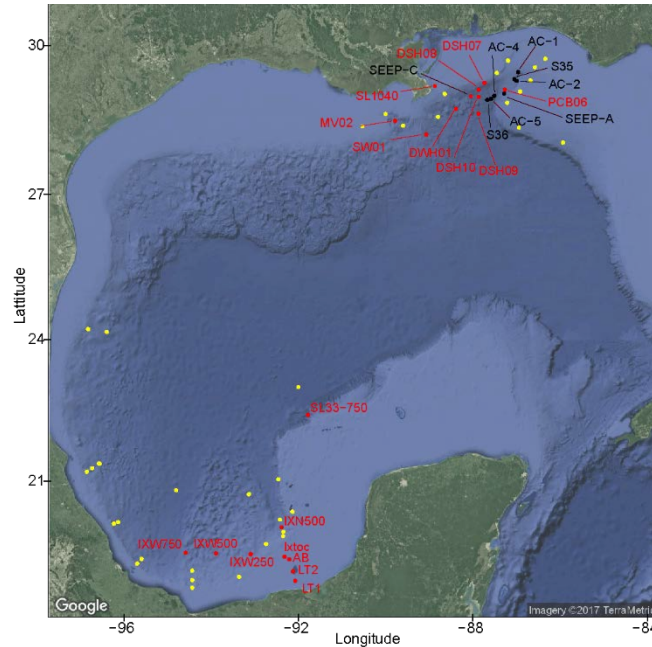 30
27
24
21
Lattitude
AC-4
AC-1
DSH07
DSH08
S35
SEEP-C
AC-2
SL1040
PCB06
MV02
SEEP-A
SW01
AC-5
S36
DWH01
DSH10
DSH09
SL33-750
IXN500
IXW750
IXW500
IXW250
Ixtoc
AB
LT2
LT1
Google
Imagery ©2017 TerraMetric
-96
-92
-88
-84
Longitude